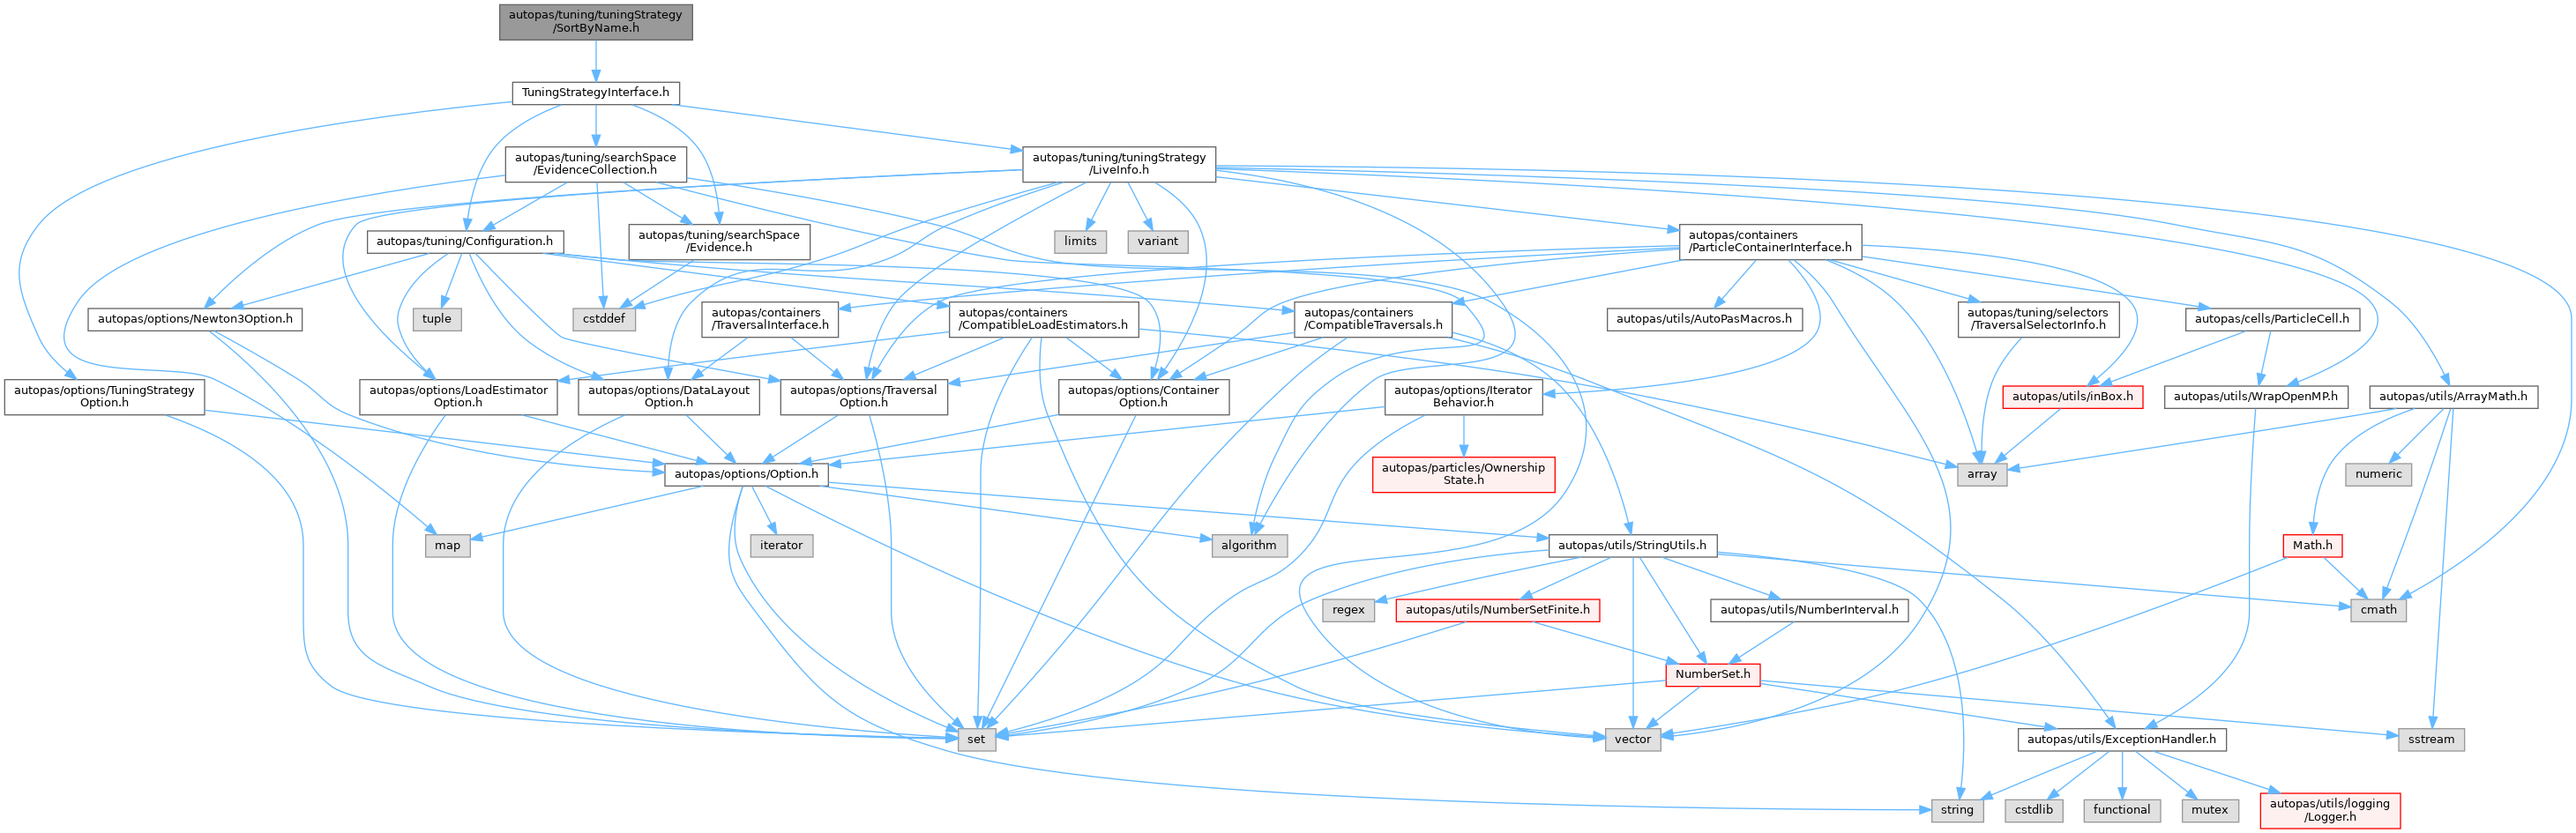 autopas/tuning/tuningStrategy
/SortByName.h
TuningStrategyInterface.h
autopas/tuning/searchSpace
/EvidenceCollection.h
autopas/tuning/tuningStrategy
/LiveInfo.h
autopas/tuning/Configuration.h
autopas/tuning/searchSpace
/Evidence.h
limits
variant
autopas/containers
/ParticleContainerInterface.h
autopas/options/Newton3Option.h
tuple
cstddef
autopas/containers
/TraversalInterface.h
autopas/containers
/CompatibleLoadEstimators.h
autopas/containers
/CompatibleTraversals.h
autopas/utils/AutoPasMacros.h
autopas/tuning/selectors
/TraversalSelectorInfo.h
autopas/cells/ParticleCell.h
autopas/options/TuningStrategy
Option.h
autopas/options/LoadEstimator
Option.h
autopas/options/DataLayout
Option.h
autopas/options/Traversal
Option.h
autopas/options/Container
Option.h
autopas/options/Iterator
Behavior.h
autopas/utils/inBox.h
autopas/utils/WrapOpenMP.h
autopas/utils/ArrayMath.h
autopas/options/Option.h
autopas/particles/Ownership
State.h
array
numeric
map
iterator
algorithm
autopas/utils/StringUtils.h
Math.h
regex
autopas/utils/NumberSetFinite.h
autopas/utils/NumberInterval.h
cmath
NumberSet.h
set
vector
autopas/utils/ExceptionHandler.h
sstream
string
cstdlib
functional
mutex
autopas/utils/logging
/Logger.h